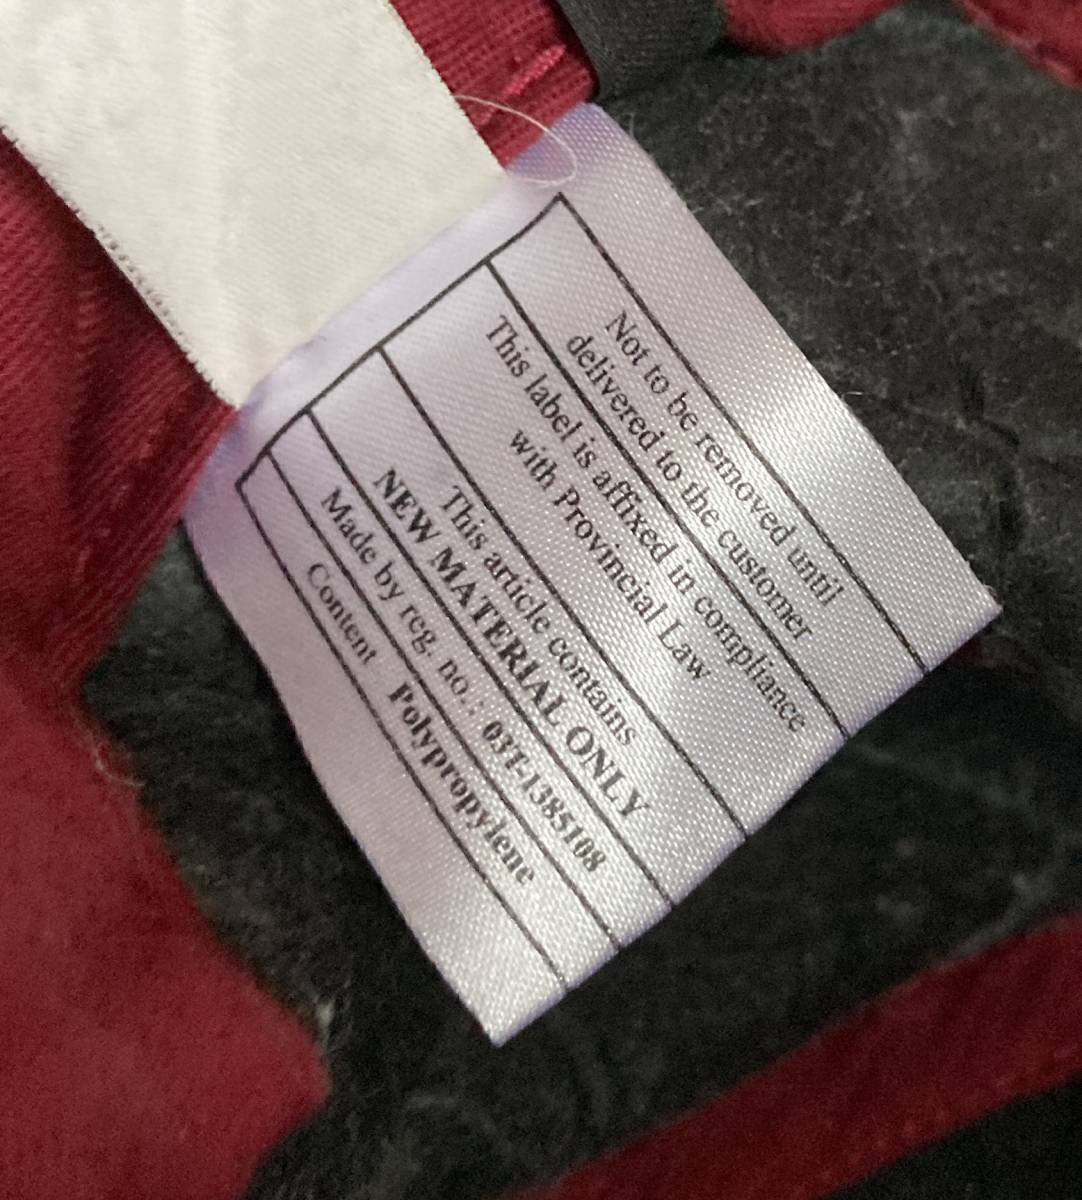 Not to be removed until
delivered to the customer
This label is affixed in compliance
with Provincial Law
This article contains
NEW MATERIAL ONLY
Made by reg. no.: 03T-1385108
Content Polypropylene